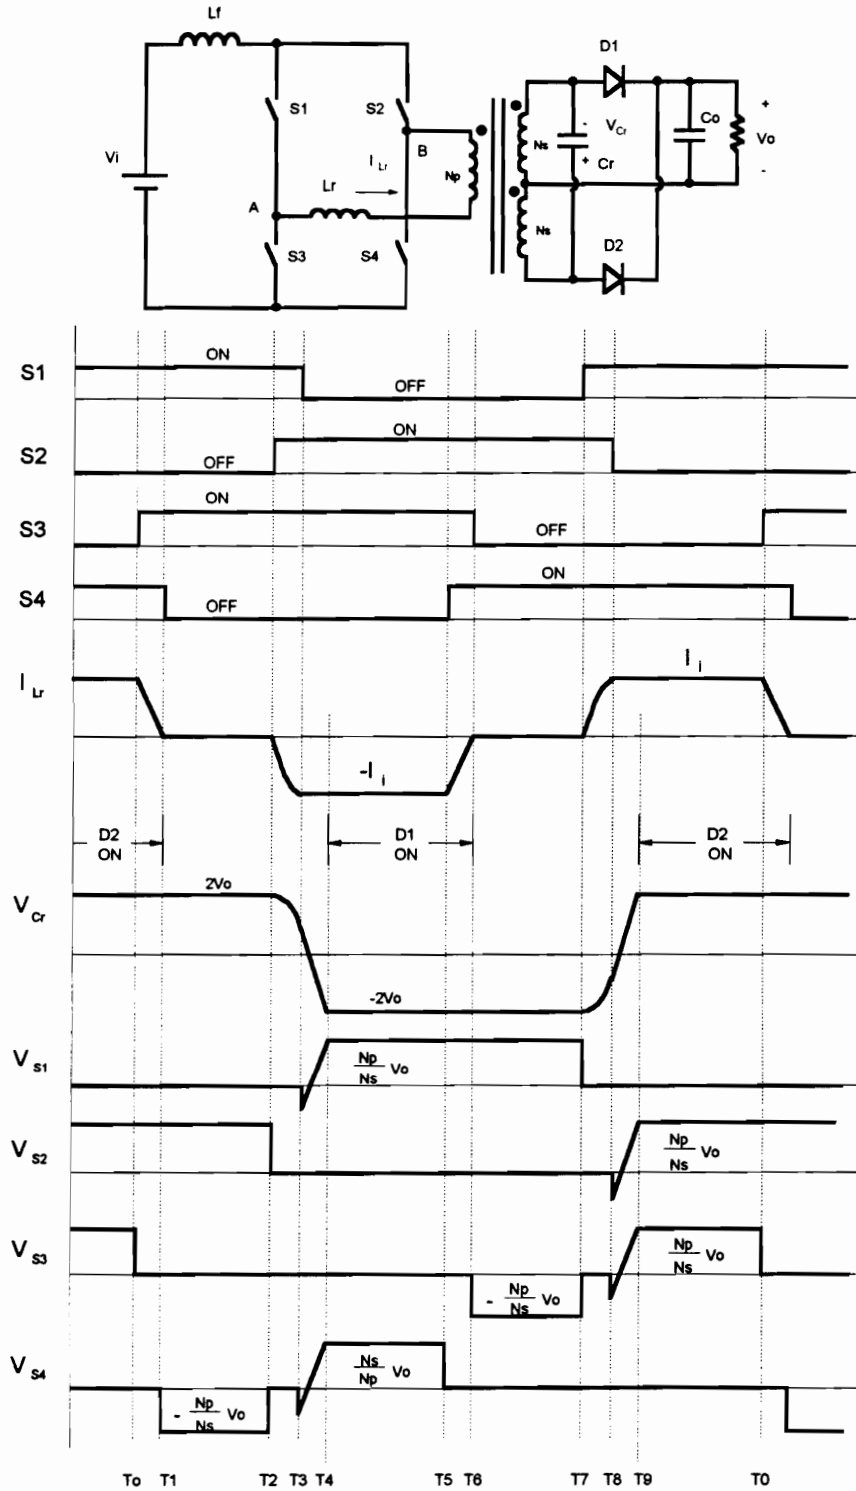 Lf
D1
S1
S2
+
-
V Cr
Co
Vo
Vi
B
I Lr
Np
Ns
+
Cr
Lr
-
A
Ns
S3
S4
D2
ON
S1
OFF
ON
S2
OFF
ON
S3
OFF
ON
S4
OFF
I i
I Lr
-I i
D2
ON
D1
ON
D2
ON
2Vo
V Cr
-2Vo
V S1
Np
Ns
Vo
V S2
Np
Ns
Vo
V S3
Np
Ns
Vo
- Np
Ns
Vo
V S4
Ns
Np
Vo
- Np
Ns
Vo
To T1 T2 T3 T4 T5 T6 T7 T8 T9 T0